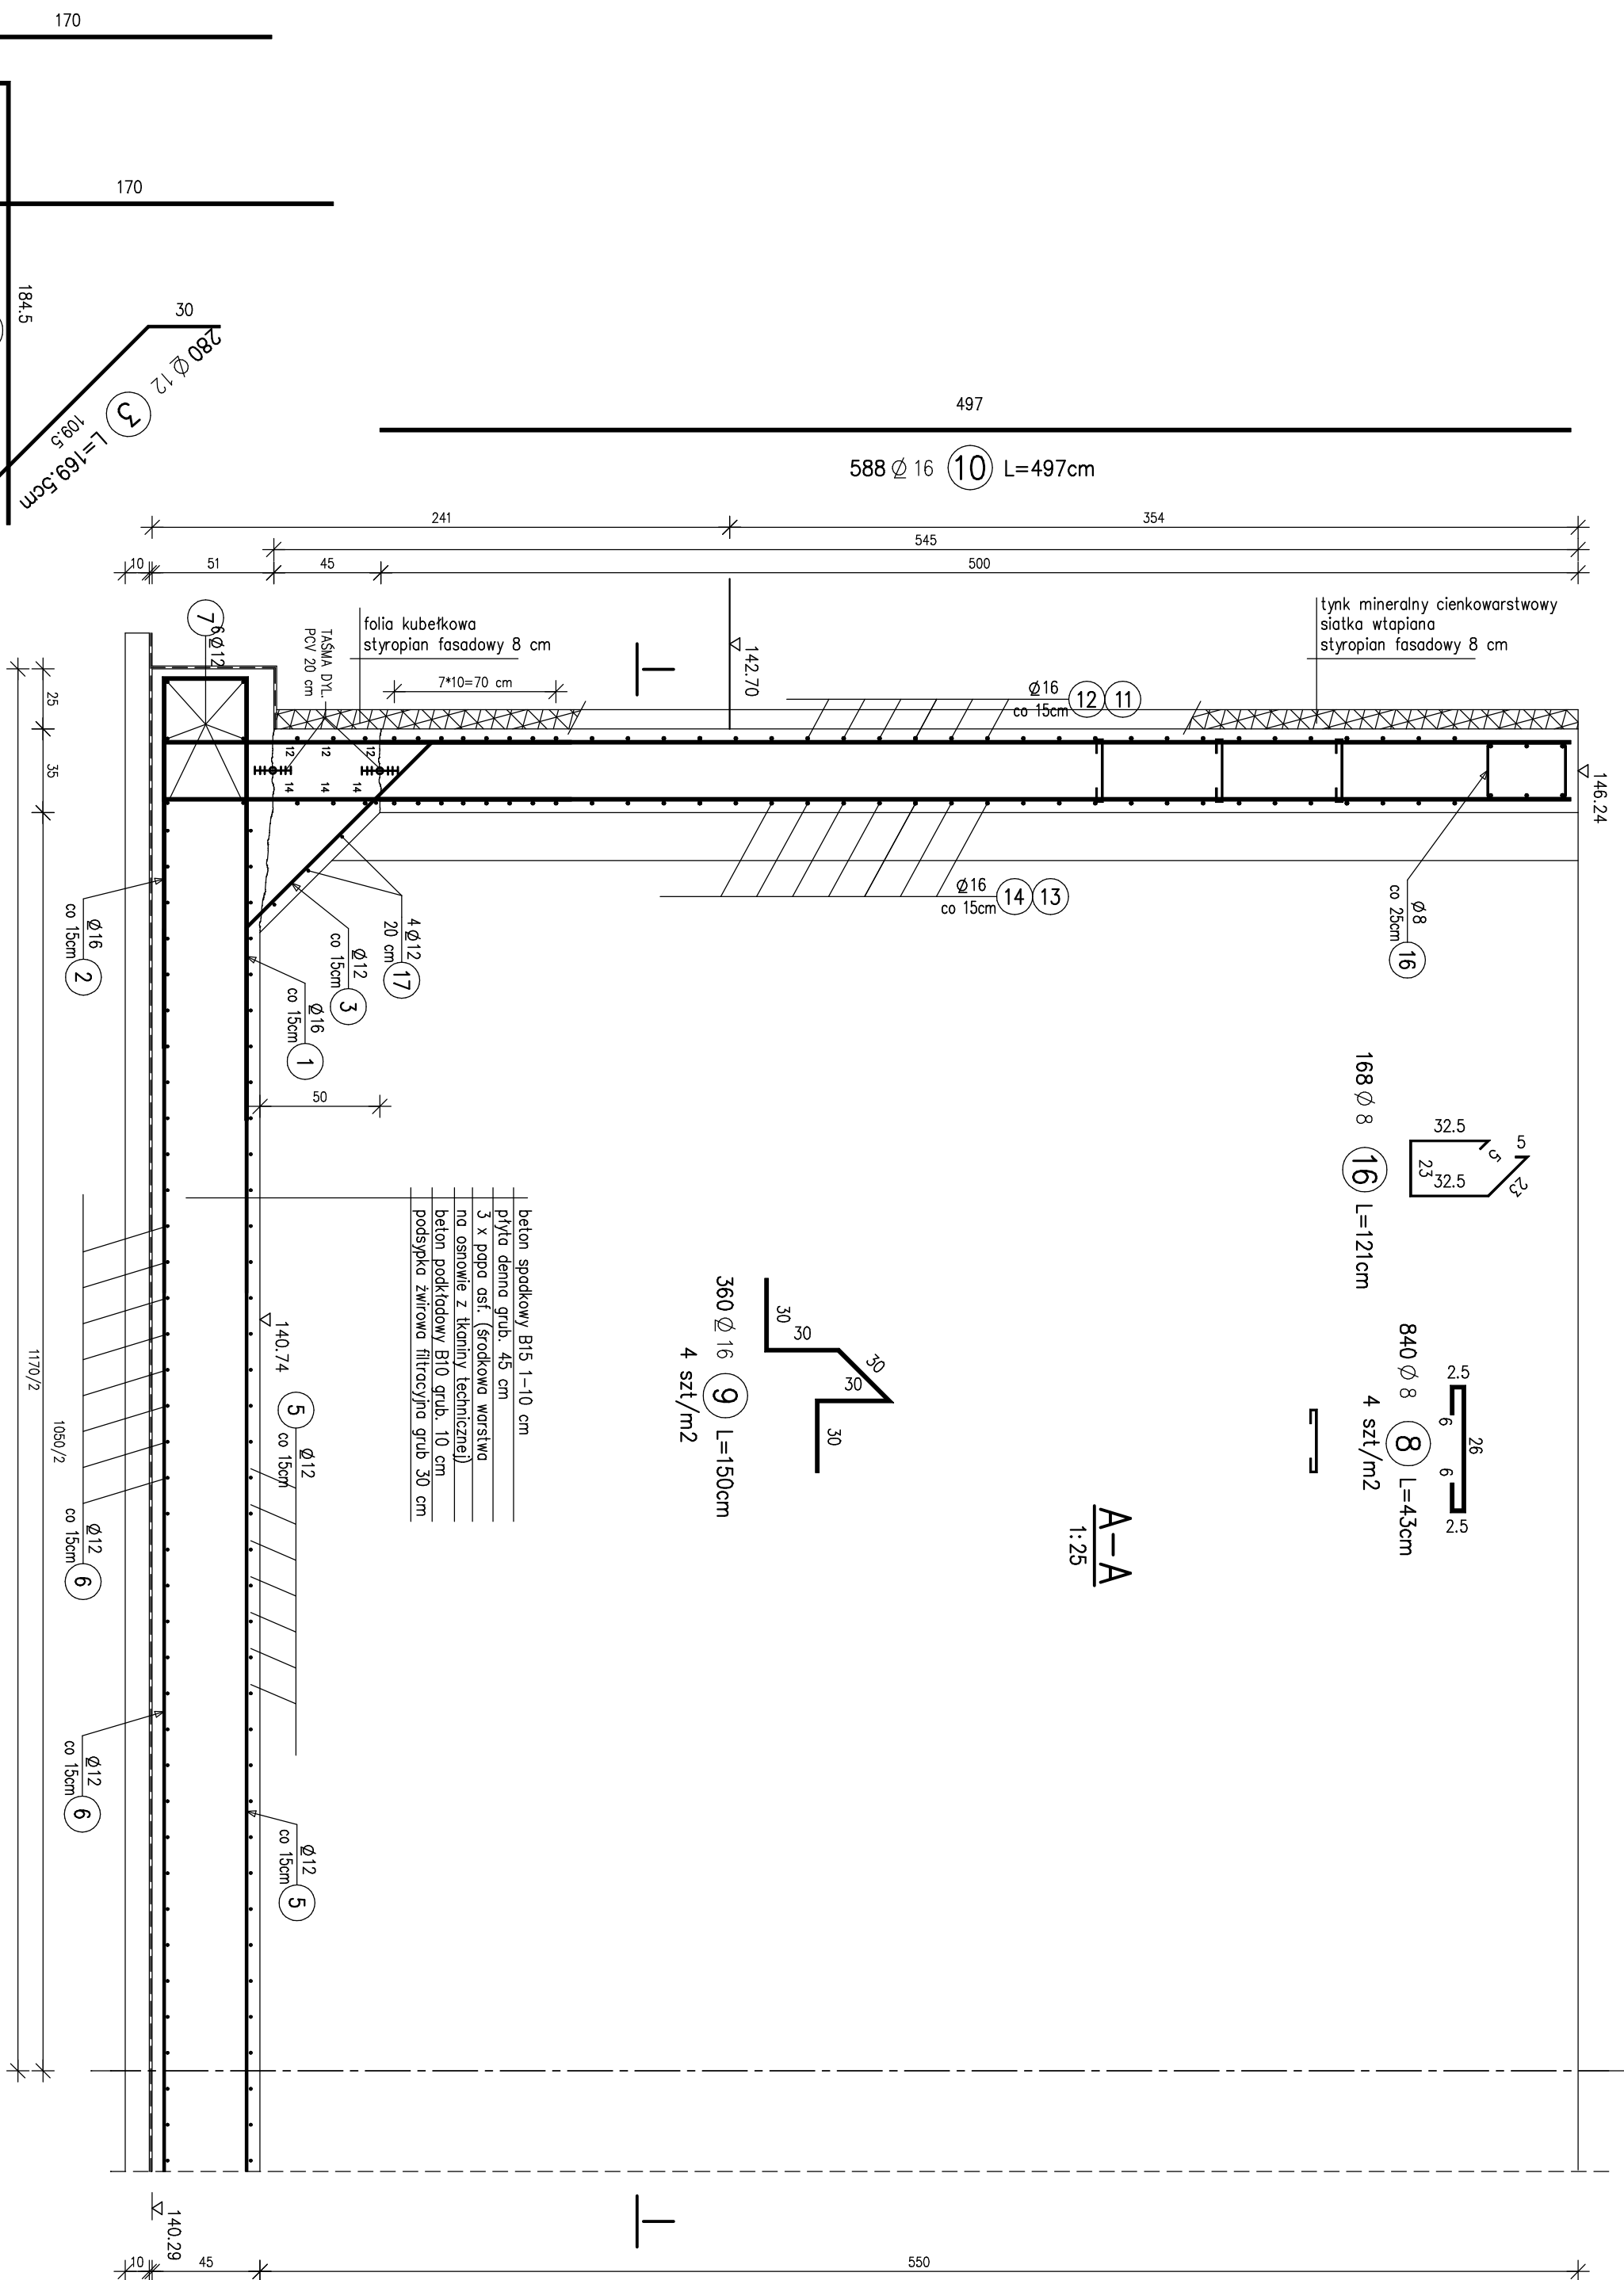 170
170
184.5
30
280 Ø 12
3
109.5
L=169.5cm
497
588 Ø 16 10 L=497cm
241
354
545
10
51
45
500
7
6Ø12
TAŚMA DYL.
PCV 20 cm
folia kubełkowa
styropian fasadowy 8 cm
7*10=70 cm
I
142.70
tynk mineralny cienkowarstwowy
siatka wtapiana
styropian fasadowy 8 cm
Ø16
co 15cm
12
11
146.24
25
35
12
12
12
14
14
14
Ø16
co 15cm
14
13
Ø8
co 25cm
16
Ø16
co 15cm
2
4Ø12
20 cm
17
Ø12
co 15cm
3
Ø16
co 15cm
1
50
168 Ø 8 16 L=121cm
32.5
5
5
23
32.5
23
beton spadkowy B15 1-10 cm
płyta denna grub. 45 cm
3 x papa asf. (środkowa warstwa
na osnowie z tkaniny technicznej)
beton podkładowy B10 grub. 10 cm
podsypka żwirowa filtracyjna grub 30 cm
30
30
30
30
30
360 Ø 16 9 L=150cm
4 szt/m2
2.5
6
26
6
2.5
840 Ø 8 8 L=43cm
4 szt/m2
A-A
1:25
140.74
5
Ø12
co 15cm
1170/2
1050/2
Ø12
co 15cm
6
Ø12
co 15cm
6
Ø12
co 15cm
5
I
140.29
10
45
550